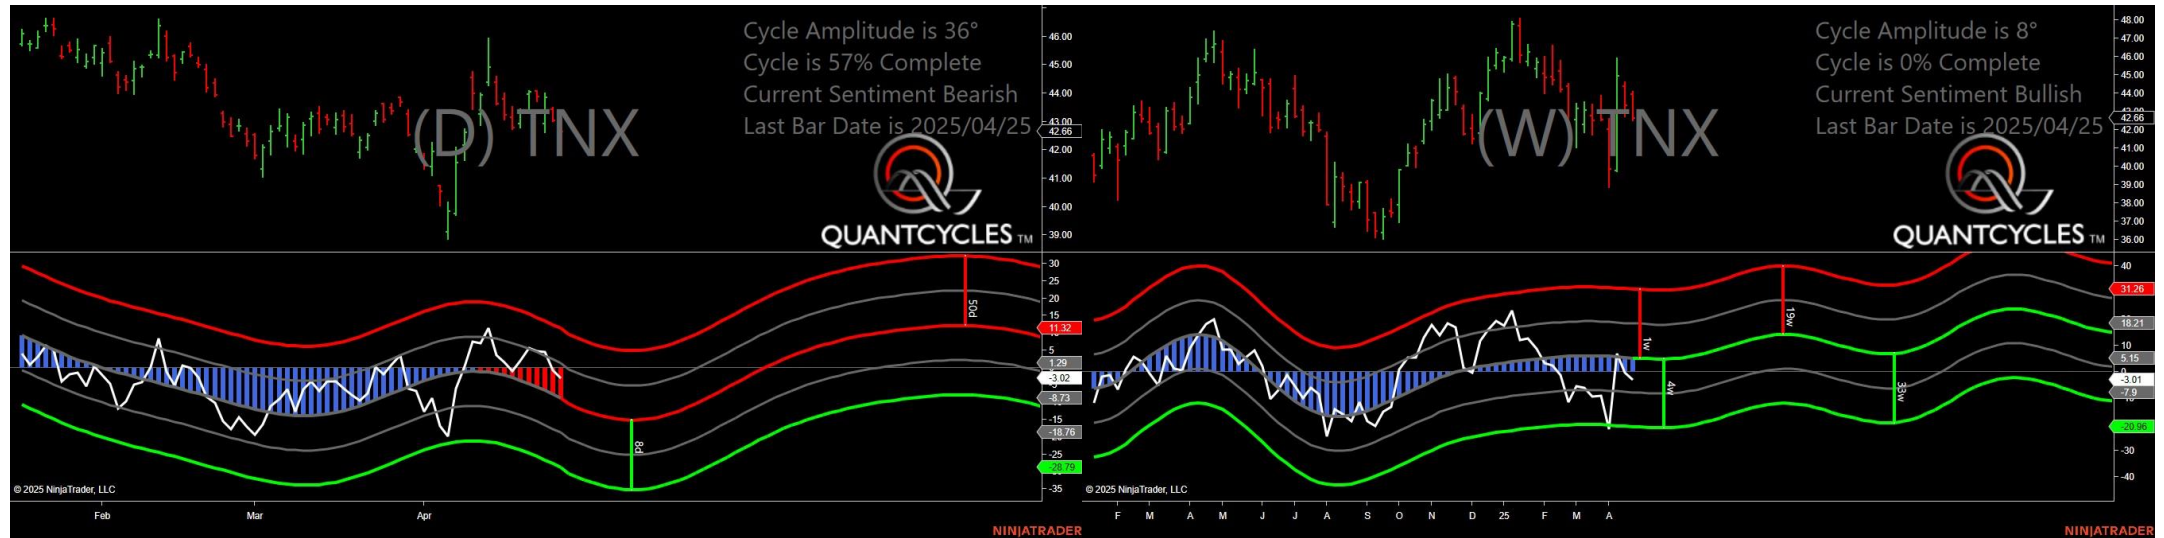 Cycle Amplitude is 36°
Cycle is 57% Complete
Current Sentiment Bearish
Last Bar Date is 2025/04/25
(D) TNX
QUANTCYCLES TM
46.00
45.00
44.00
43.00
42.66
42.00
41.00
40.00
39.00
30
25
20
15
11.32
5
1.29
-3.02
-8.73
-15
-18.76
-25
-28.79
-35
50d
8d
© 2025 NinjaTrader, LLC
Feb Mar Apr
NINJATRADER
Cycle Amplitude is 8°
Cycle is 0% Complete
Current Sentiment Bullish
Last Bar Date is 2025/04/25
(W) TNX
QUANTCYCLES TM
48.00
47.00
46.00
45.00
44.00
42.66
42.00
41.00
40.00
39.00
38.00
37.00
36.00
40
31.26
18.21
10
5.15
-3.01
-7.9
-20.96
-30
-40
1w
4w
19w
33w
© 2025 NinjaTrader, LLC
F M A M J J A S O N D 25 F M A
NINJATRADER